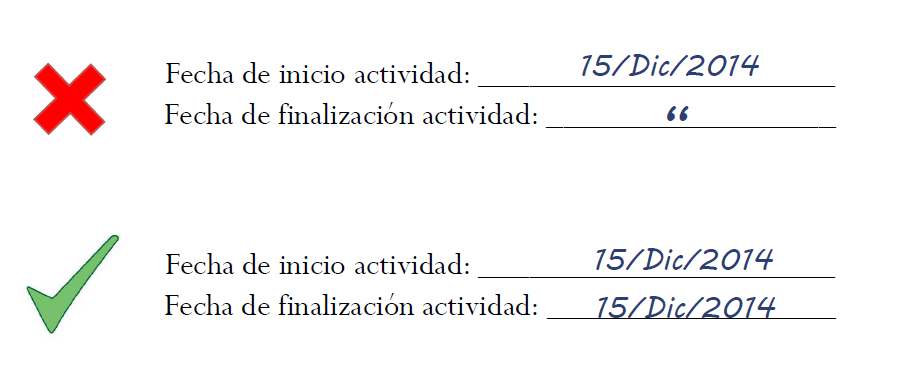 Fecha de inicio actividad: 15/Dic/2014
Fecha de finalización actividad: “
Fecha de inicio actividad: 15/Dic/2014
Fecha de finalización actividad: 15/Dic/2014